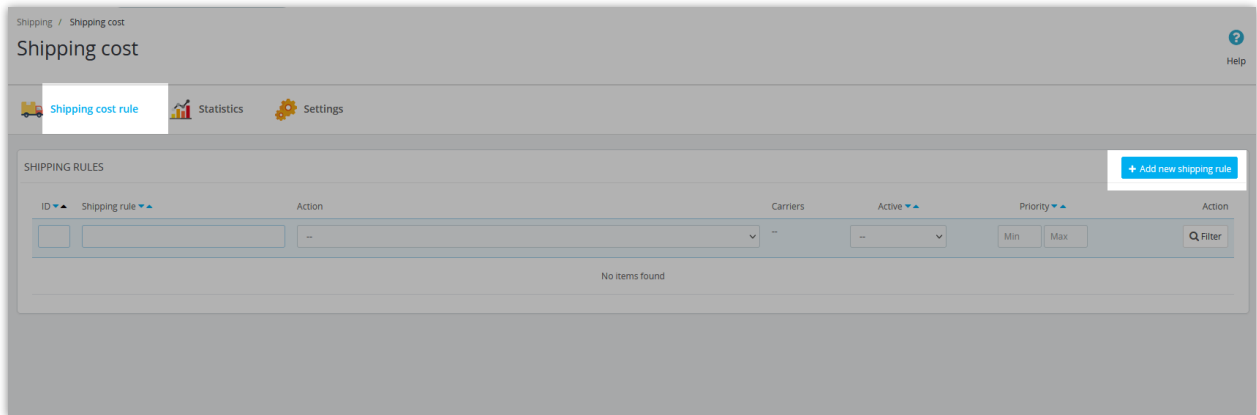 Shipping / Shipping cost
Shipping cost
Help
Shipping cost rule Statistics Settings
SHIPPING RULES
+ Add new shipping rule
ID Shipping rule Action Carriers Active Priority Action
-- -- -- Min Max Filter
No items found